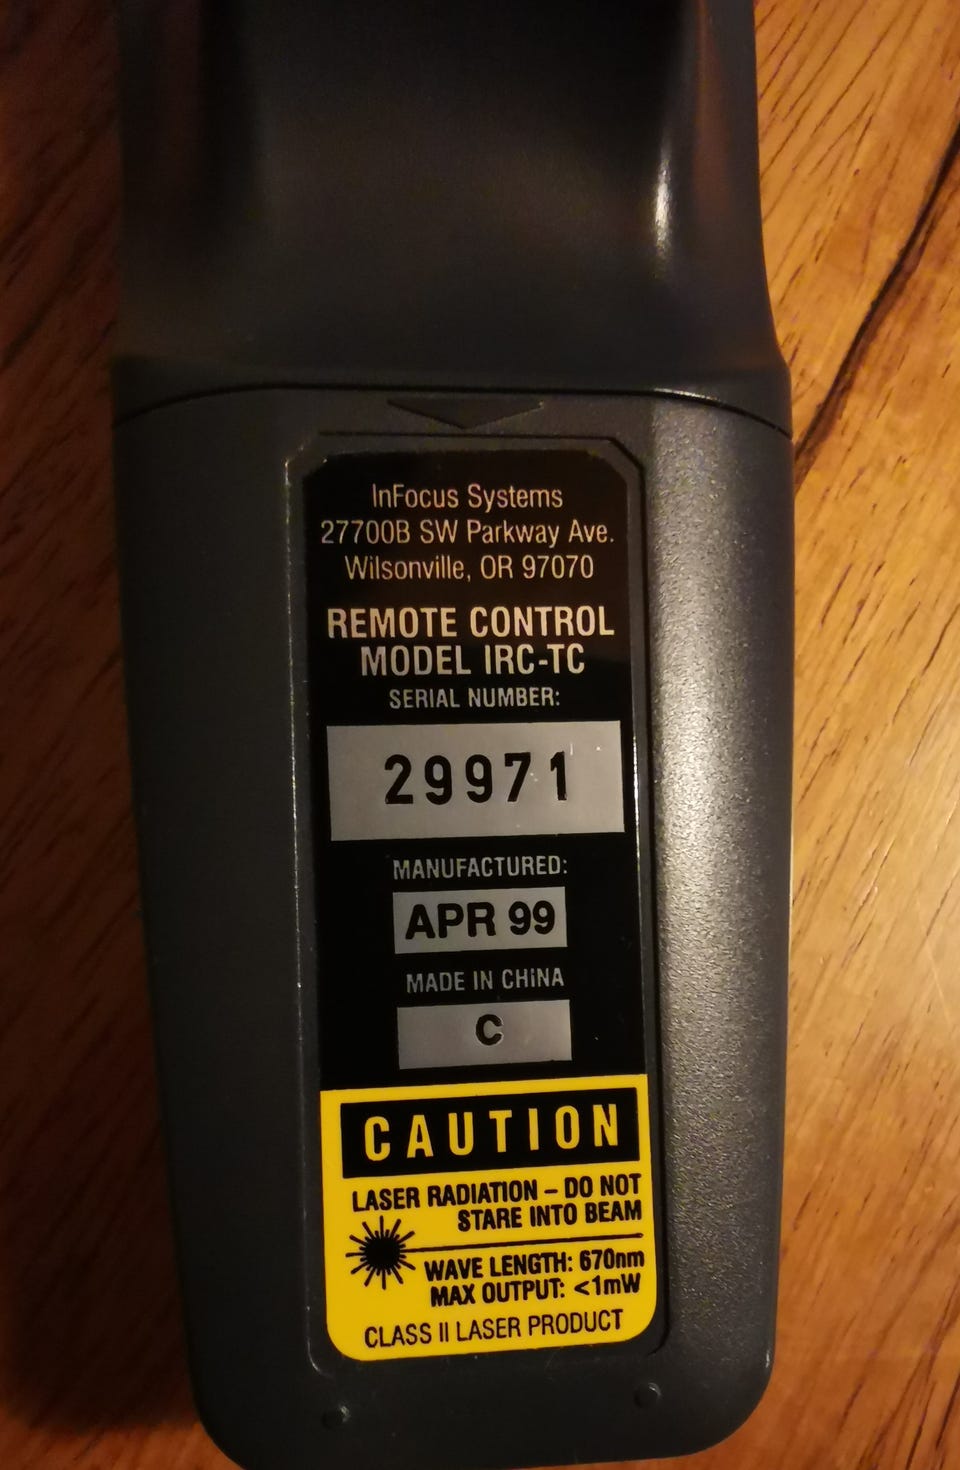 InFocus Systems
27700B SW Parkway Ave.
Wilsonville, OR 97070
REMOTE CONTROL
MODEL IRC-TC
SERIAL NUMBER:
29971
MANUFACTURED:
APR 99
MADE IN CHINA
C
CAUTION
LASER RADIATION – DO NOT
STARE INTO BEAM
WAVE LENGTH: 670nm
MAX OUTPUT: <1mW
CLASS II LASER PRODUCT